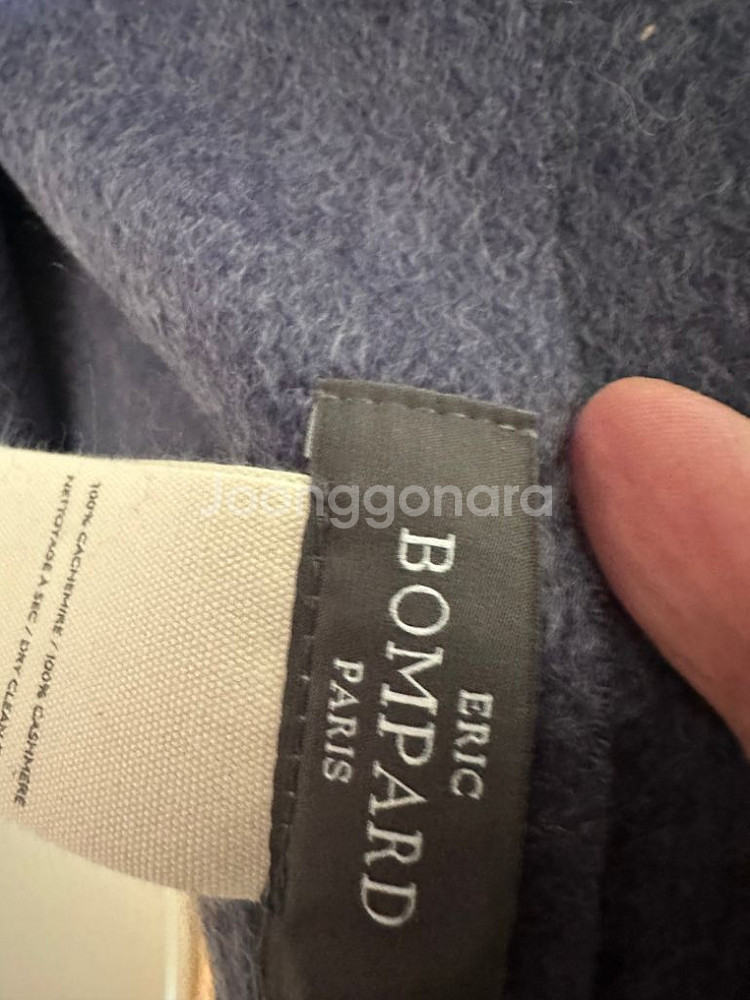 ERIC
BOMPARD
PARIS
100% CACHEMIRE / 100% CASHMERE
NETTOYAGE A SEC / DRY CLEAN
Joonggonara